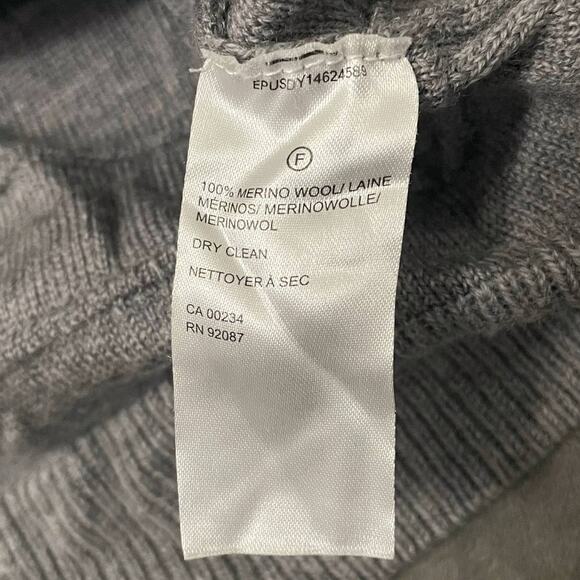 EPUSDY14624589
F
100% MERINO WOOL/ LAINE
MÉRINOS/ MERINOWOLLE/
MERINOWOL
DRY CLEAN
NETTOYER À SEC
CA 00234
RN 92087